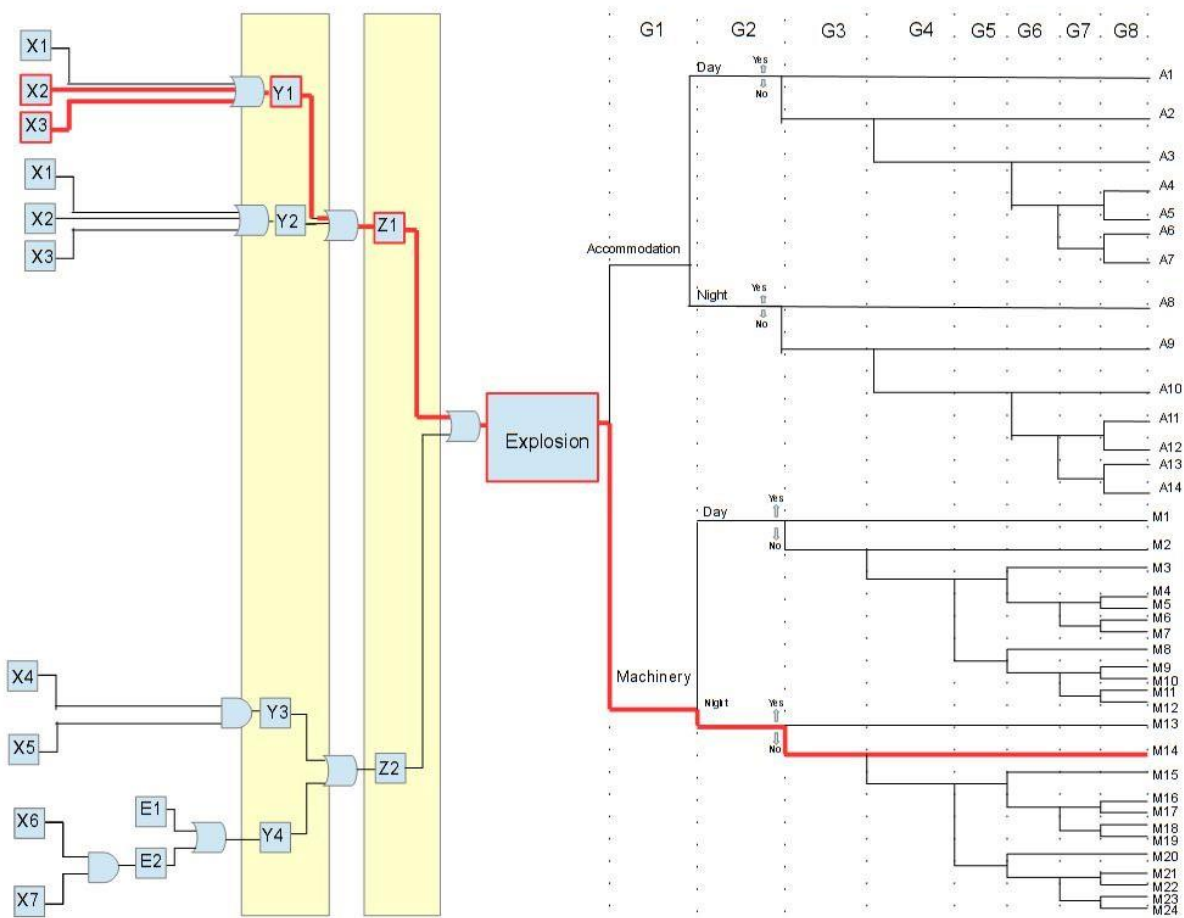 G1 G2 G3 G4 G5 G6 G7 G8
X1
X2
X3
Y1
X1
X2
X3
Y2
Z1
Explosion
X4
X5
Y3
Z2
X6
X7
E1
E2
Y4
Accommodation
Day
Yes
No
A1
A2
A3
A4
A5
A6
A7
Night
Yes
No
A8
A9
A10
A11
A12
A13
A14
Machinery
Day
Yes
No
M1
M2
M3
M4
M5
M6
M7
M8
M9
M10
M11
M12
Night
Yes
No
M13
M14
M15
M16
M17
M18
M19
M20
M21
M22
M23
M24